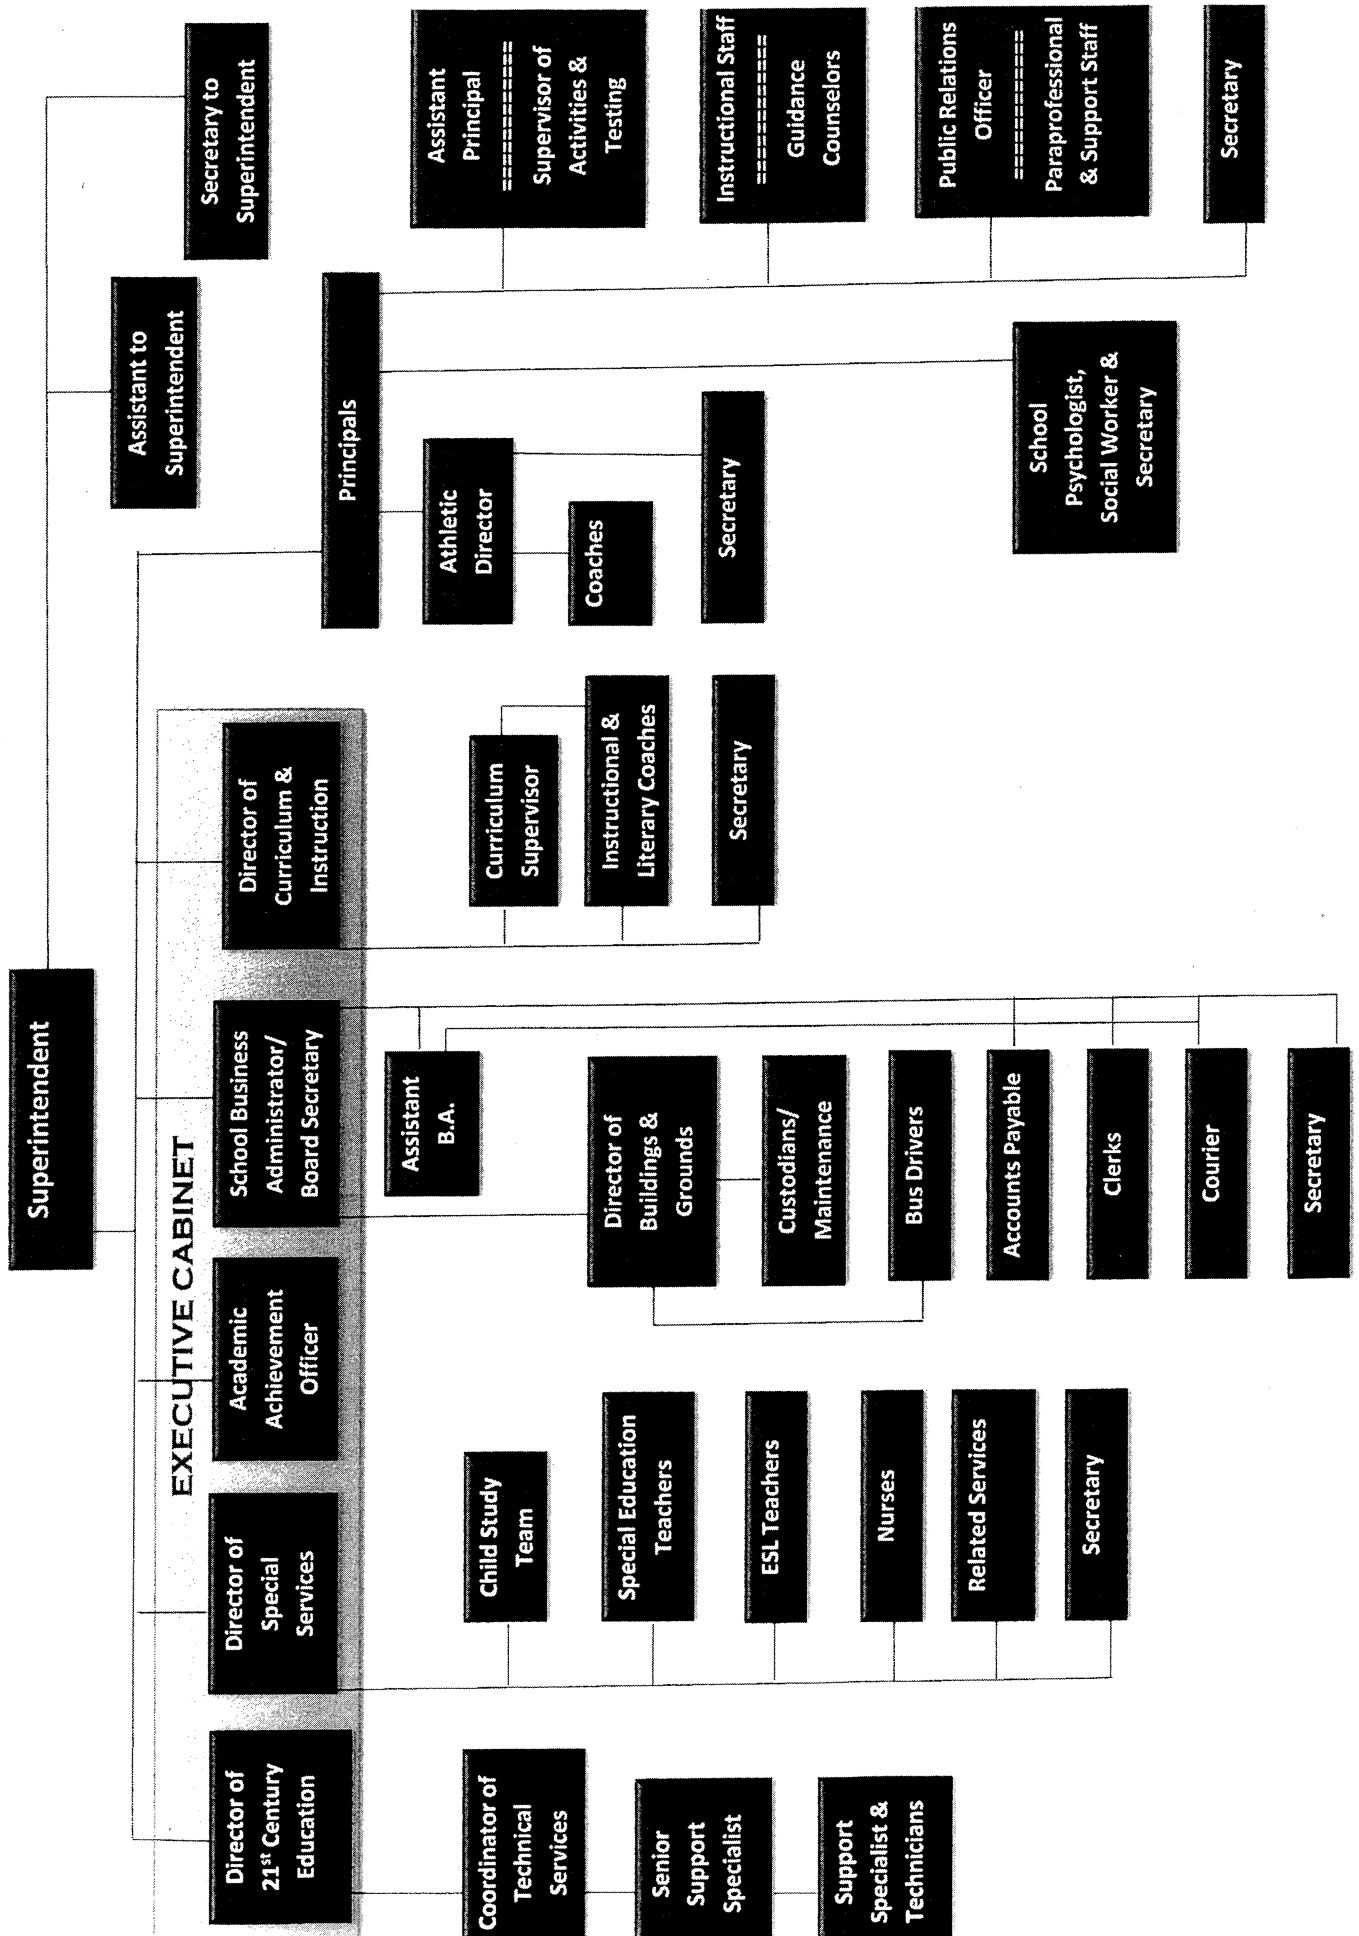 Superintendent
Assistant to
Superintendent
Secretary to
Superintendent
EXECUTIVE CABINET
Director of
21st Century
Education
Director of
Special
Services
Academic
Achievement
Officer
School Business
Administrator/
Board Secretary
Director of
Curriculum &
Instruction
Principals
Coordinator of
Technical
Services
Senior
Support
Specialist
Support
Specialist &
Technicians
Child Study
Team
Special Education
Teachers
ESL Teachers
Nurses
Related Services
Secretary
Assistant
B.A.
Director of
Buildings &
Grounds
Custodians/
Maintenance
Bus Drivers
Accounts Payable
Clerks
Courier
Secretary
Curriculum
Supervisor
Instructional &
Literary Coaches
Secretary
Athletic
Director
Coaches
Secretary
School
Psychologist,
Social Worker &
Secretary
Assistant
Principal
===========
Supervisor of
Activities &
Testing
Instructional Staff
===========
Guidance
Counselors
Public Relations
Officer
===========
Paraprofessional
& Support Staff
Secretary